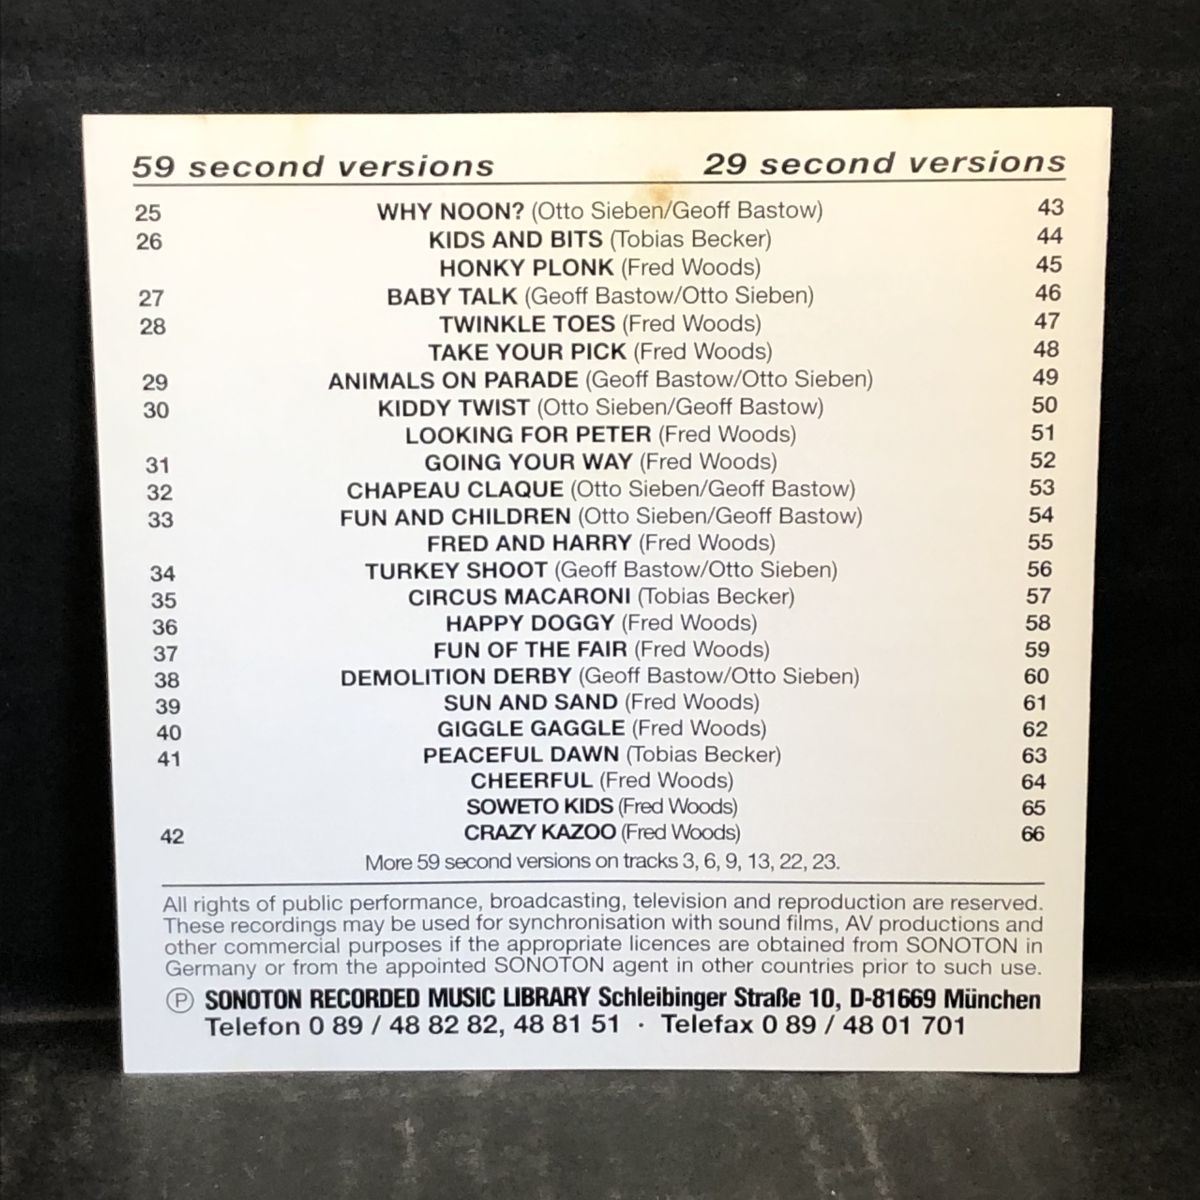 59 second versions 29 second versions
25 WHY NOON? (Otto Sieben/Geoff Bastow) 43
26 KIDS AND BITS (Tobias Becker) 44
HONKY PLONK (Fred Woods) 45
27 BABY TALK (Geoff Bastow/Otto Sieben) 46
28 TWINKLE TOES (Fred Woods) 47
TAKE YOUR PICK (Fred Woods) 48
29 ANIMALS ON PARADE (Geoff Bastow/Otto Sieben) 49
30 KIDDY TWIST (Otto Sieben/Geoff Bastow) 50
LOOKING FOR PETER (Fred Woods) 51
31 GOING YOUR WAY (Fred Woods) 52
32 CHAPEAU CLAQUE (Otto Sieben/Geoff Bastow) 53
33 FUN AND CHILDREN (Otto Sieben/Geoff Bastow) 54
FRED AND HARRY (Fred Woods) 55
34 TURKEY SHOOT (Geoff Bastow/Otto Sieben) 56
35 CIRCUS MACARONI (Tobias Becker) 57
36 HAPPY DOGGY (Fred Woods) 58
37 FUN OF THE FAIR (Fred Woods) 59
38 DEMOLITION DERBY (Geoff Bastow/Otto Sieben) 60
39 SUN AND SAND (Fred Woods) 61
40 GIGGLE GAGGLE (Fred Woods) 62
41 PEACEFUL DAWN (Tobias Becker) 63
CHEERFUL (Fred Woods) 64
SOWETO KIDS (Fred Woods) 65
42 CRAZY KAZOO (Fred Woods) 66
More 59 second versions on tracks 3, 6, 9, 13, 22, 23.
All rights of public performance, broadcasting, television and reproduction are reserved.
These recordings may be used for synchronisation with sound films, AV productions and
other commercial purposes if the appropriate licences are obtained from SONOTON in
Germany or from the appointed SONOTON agent in other countries prior to such use.
Ⓟ SONOTON RECORDED MUSIC LIBRARY Schleibinger Straße 10, D-81669 München
Telefon 0 89 / 48 82 82, 48 81 51 · Telefax 0 89 / 48 01 701